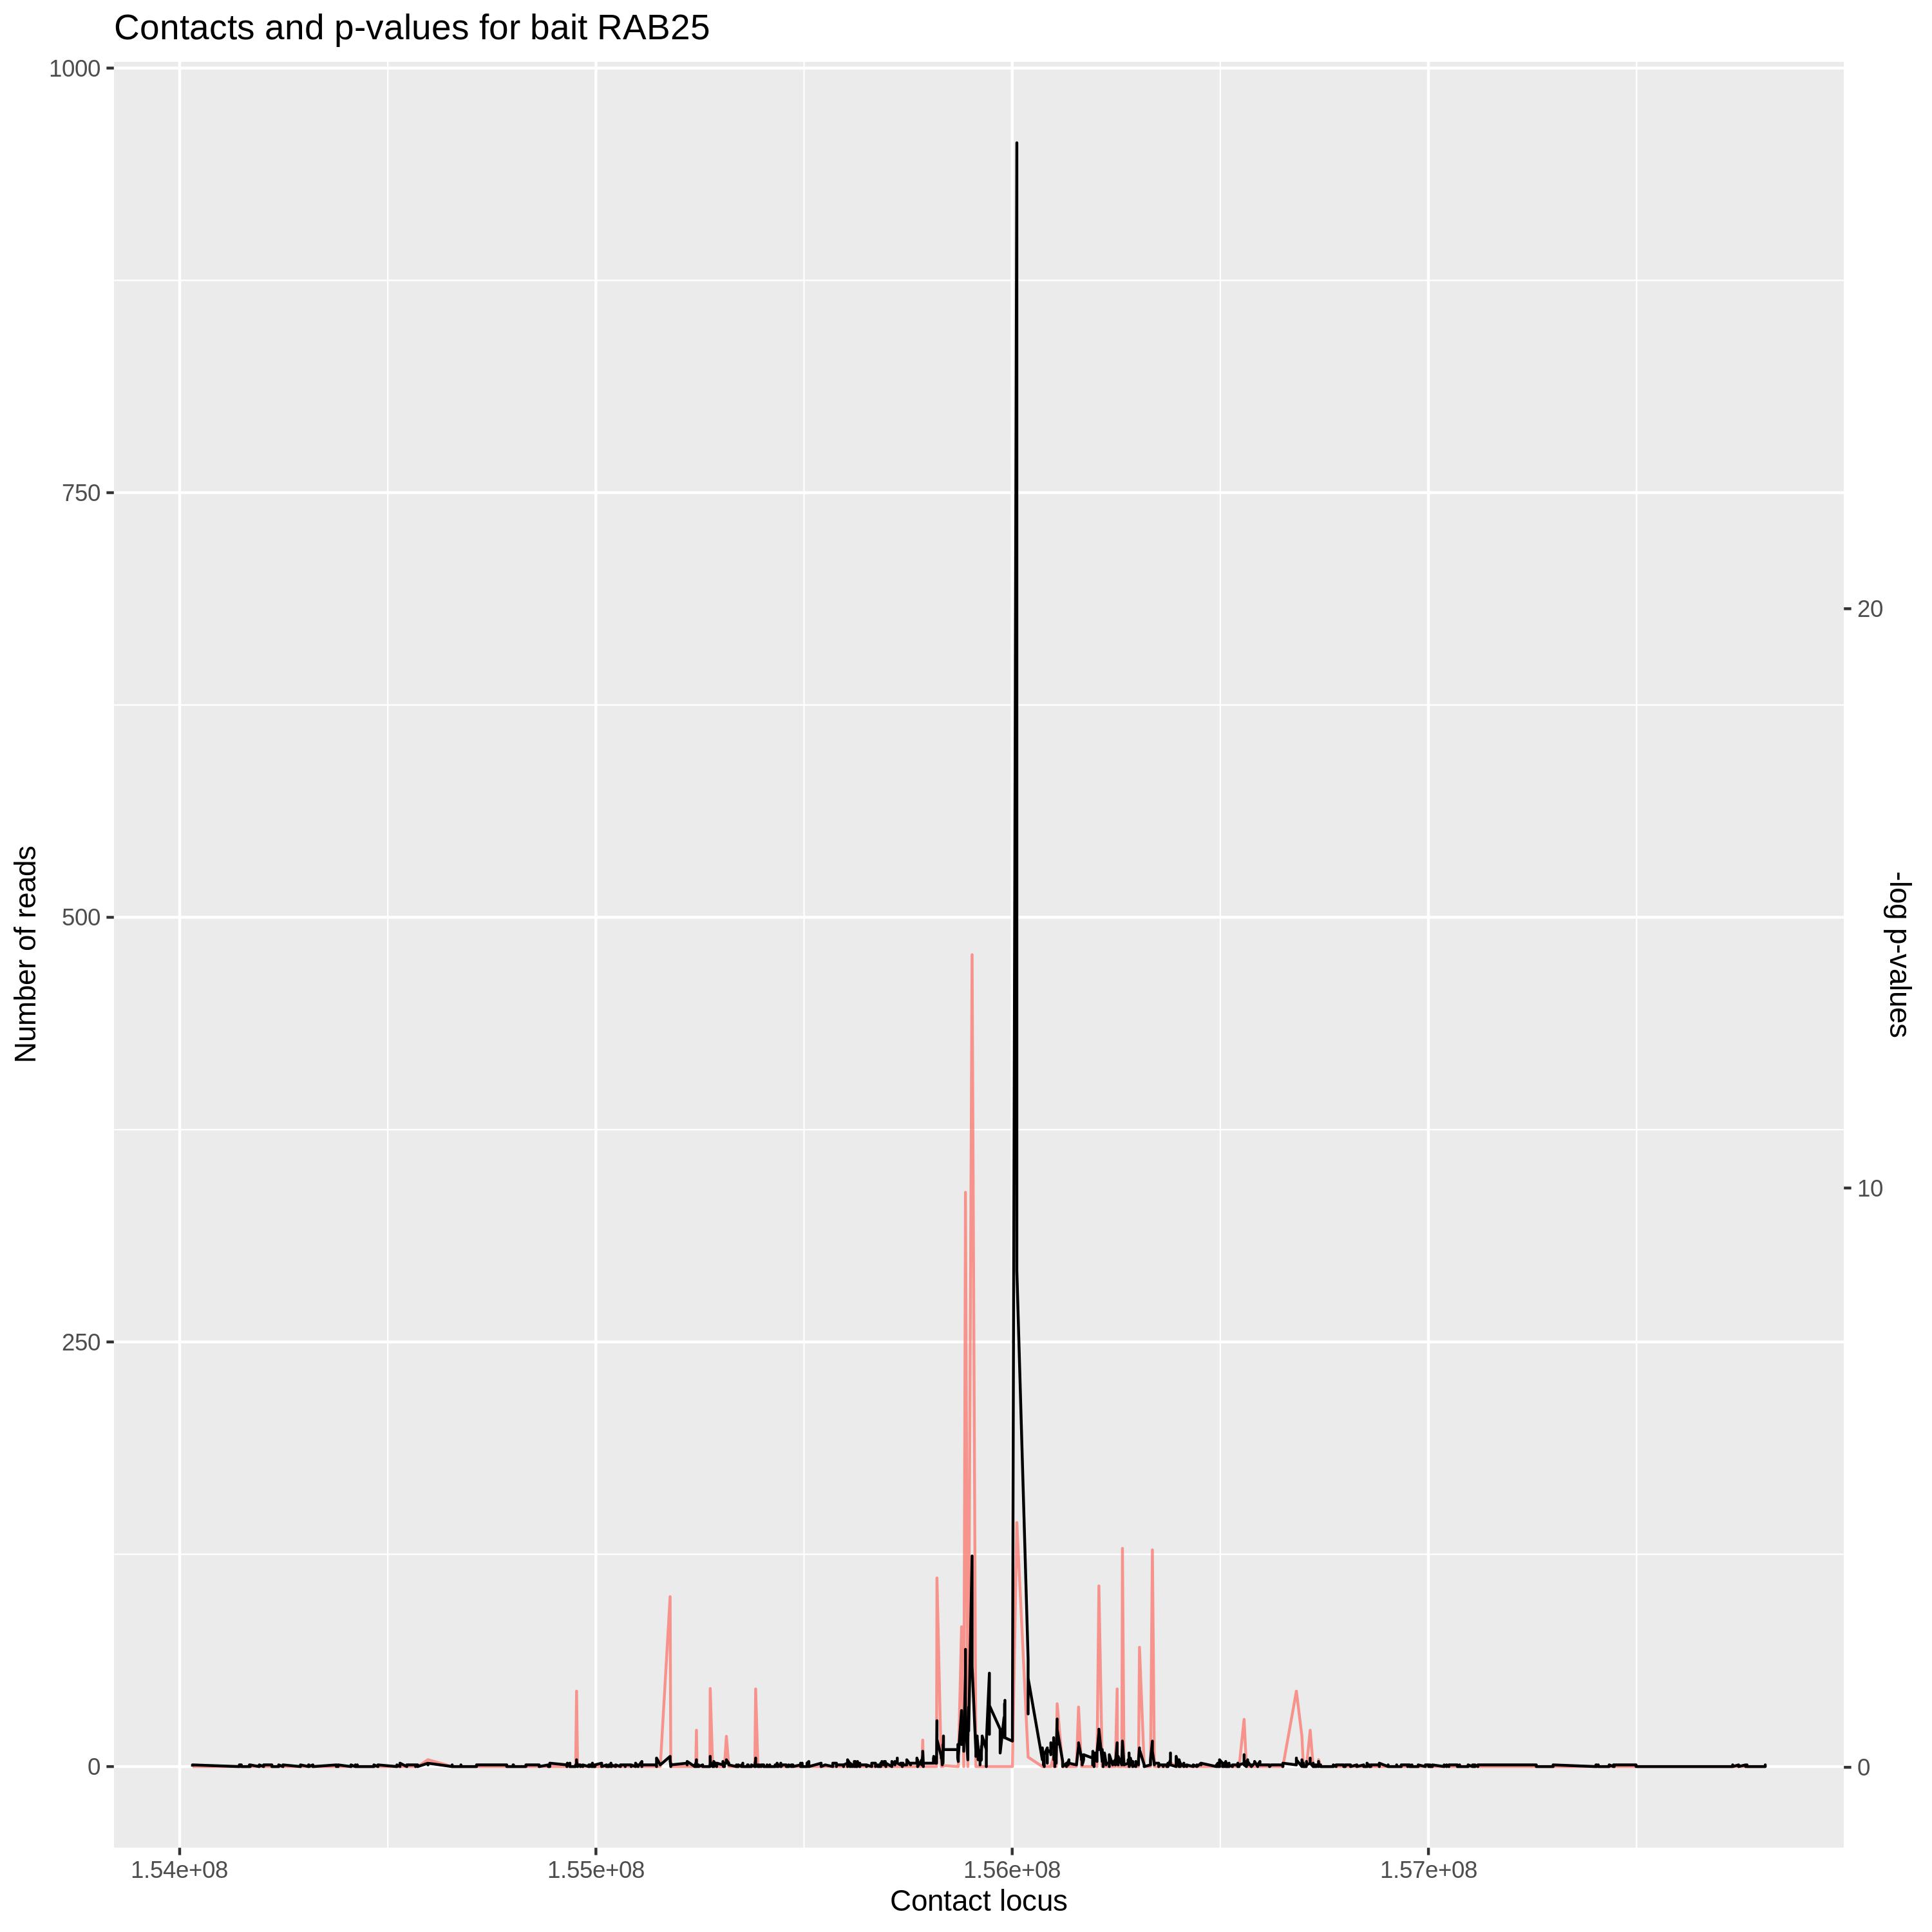 Contacts and p-values for bait RAB25
1000
750
500
250
0
Number of reads
20
10
0
-log p-values
1.54e+08
1.55e+08
1.56e+08
1.57e+08
Contact locus